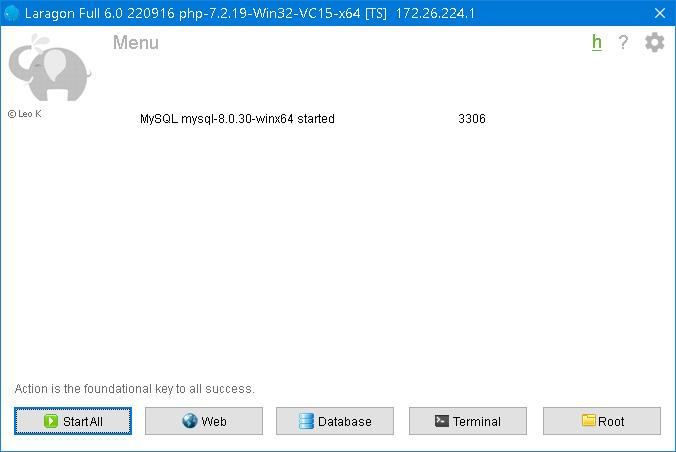 Laragon Full 6.0 220916 php-7.2.19-Win32-VC15-x64 [TS] 172.26.224.1
Menu
h ?
© Leo K
MySQL mysql-8.0.30-winx64 started 3306
Action is the foundational key to all success.
Start All Web Database Terminal Root